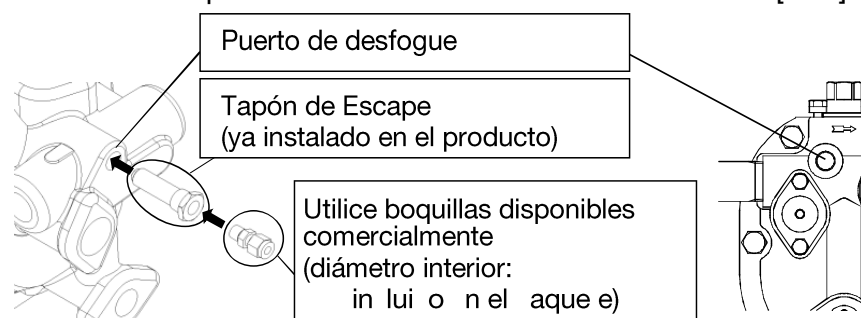 Puerto de desfogue
Tapón de Escape
(ya instalado en el producto)
Utilice boquillas disponibles
comercialmente
(diámetro interior: